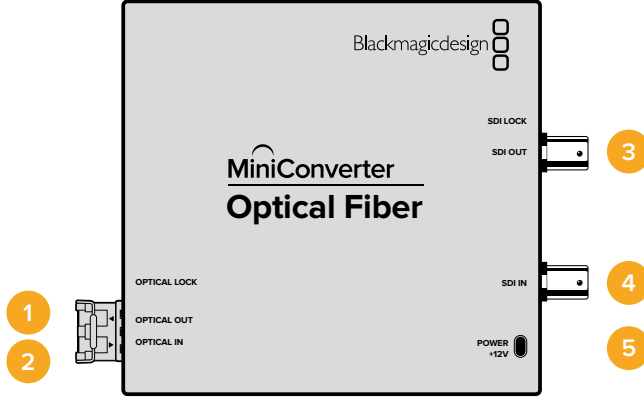 Blackmagicdesign
SDI LOCK
SDI OUT
3
MiniConverter
Optical Fiber
OPTICAL LOCK
SDI IN
4
1
OPTICAL OUT
2
OPTICAL IN
POWER
+12V
5